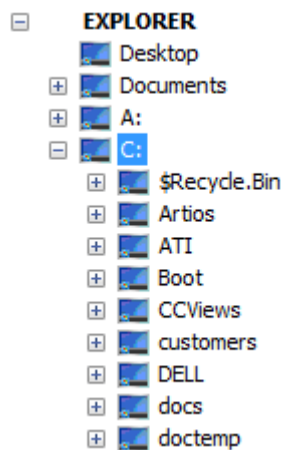 EXPLORER
Desktop
Documents
A:
C:
$Recycle.Bin
Artios
ATI
Boot
CCViews
customers
DELL
docs
doctemp